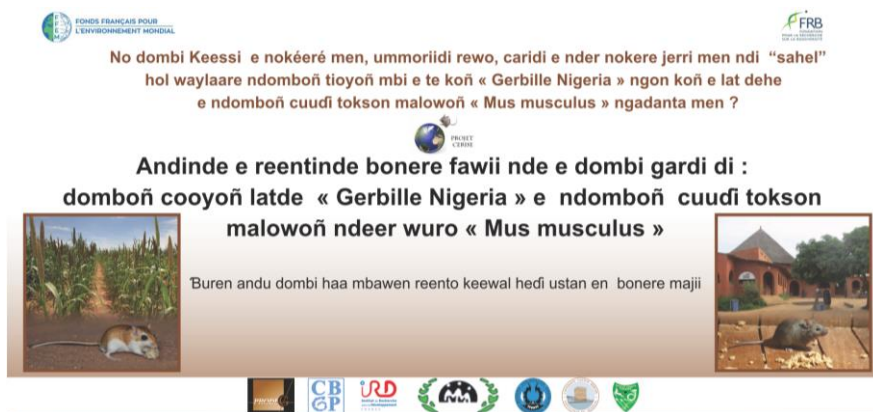 FONDS FRANÇAIS POUR
L'ENVIRONNEMENT MONDIAL
FFEM
FRB
No dombi Keessi e nokéeré men, ummoriidi rewo, caridi e nder nokere jerri men ndi "sahel"
hol waylaare ndomboñ tioyoñ mbi e te koñ « Gerbille Nigeria » ngon koñ e lat dehe
e ndomboñ cuuɗi tokson malowoñ « Mus musculus » ngadanta men ?
PROJET
CERISE
Andinde e reentinde bonere fawii nde e dombi gardi di :
domboñ cooyoñ latde « Gerbille Nigeria » e ndomboñ cuuɗi tokson
malowoñ ndeer wuro « Mus musculus »
Ɓuren andu dombi haa mbawen reento keewal heɗi ustan en bonere majii
CB
GP
IRD